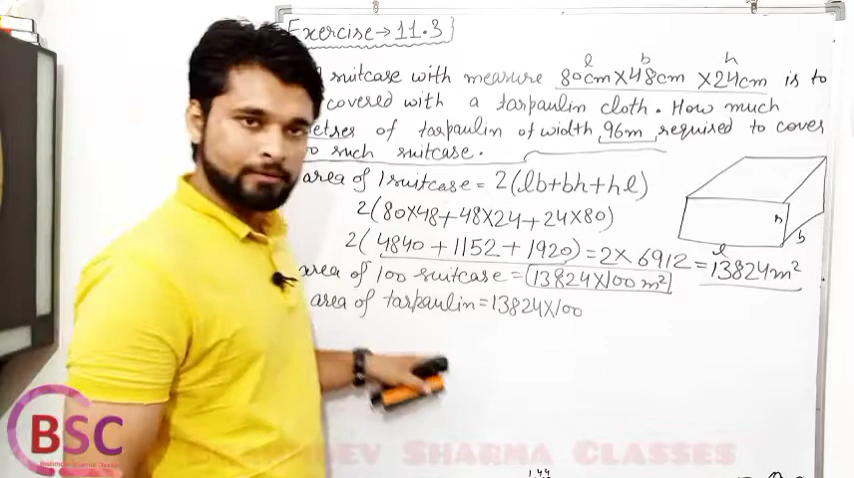 Exercise→11.3}
suitcase with measure 80cm×48cm ×24cm is to
l b h
covered with a tarpaulin cloth. How much
etres of tarpaulin of width 96m required to cover
o such suitcase.
area of 1 suitcase = 2(lb+bh+hl)
2(80×48+48×24+24×80)
2(4840+1152+1920)=2×6912=13824m²
area of 100 suitcase=(13824×100 m²)
area of tarpaulin=13824×100
h
b
l
BSC
DEV SHARMA CLASSES